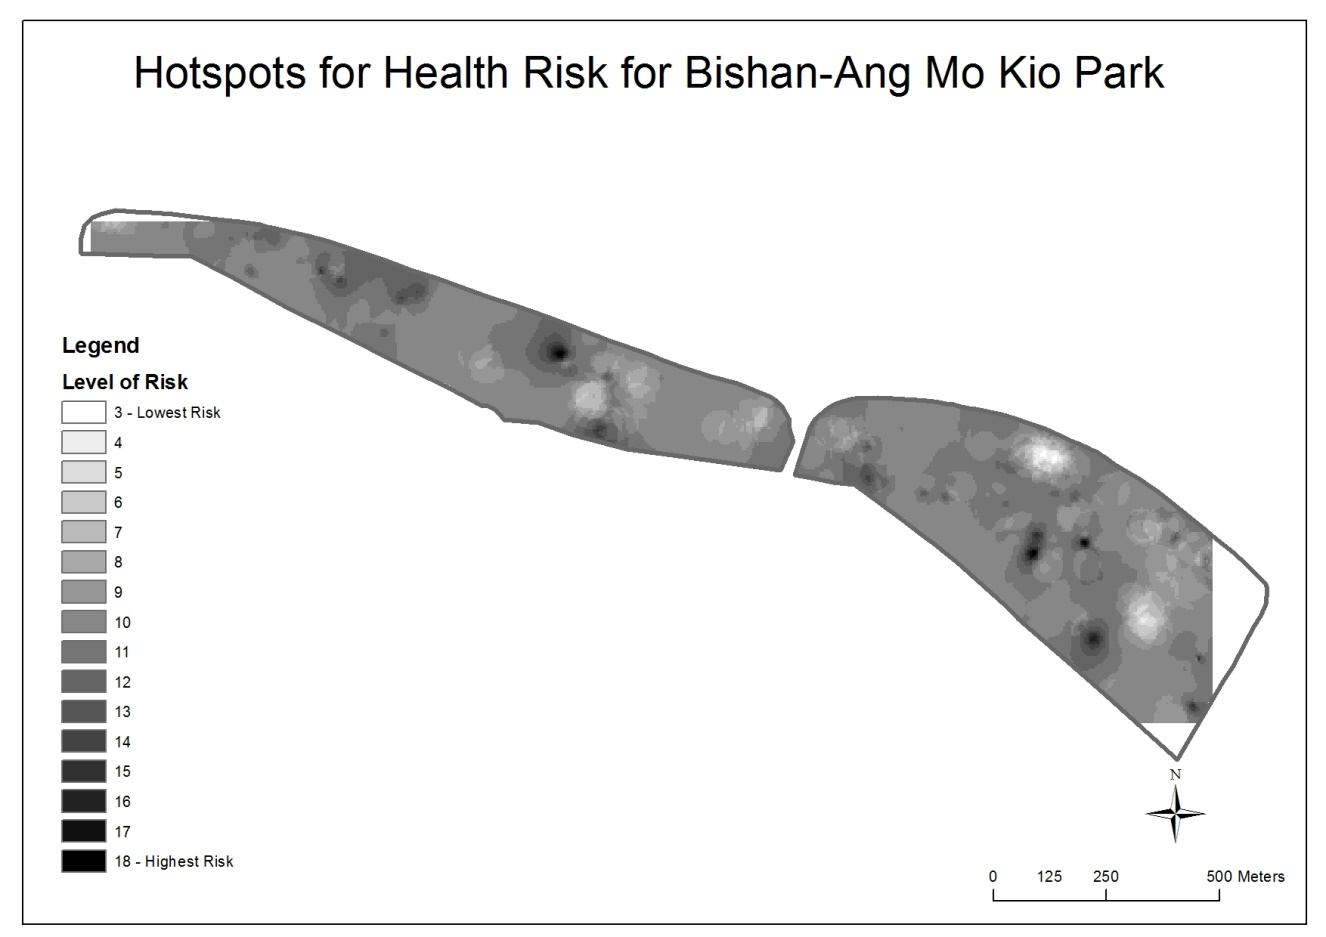 Hotspots for Health Risk for Bishan-Ang Mo Kio Park
Legend
Level of Risk
3 - Lowest Risk
4
5
6
7
8
9
10
11
12
13
14
15
16
17
18 - Highest Risk
N
0 125 250 500 Meters